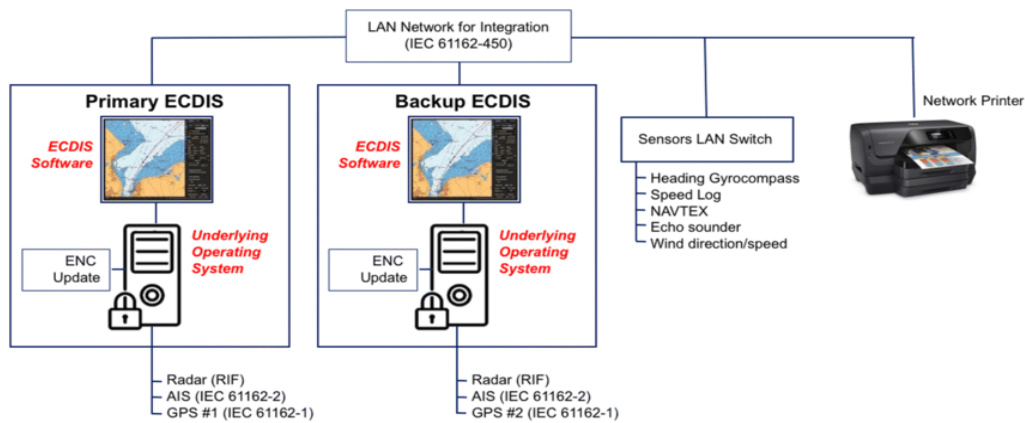 LAN Network for Integration
(IEC 61162-450)
Primary ECDIS
ECDIS
Software
Underlying
Operating
System
ENC
Update
Radar (RIF)
AIS (IEC 61162-2)
GPS #1 (IEC 61162-1)
Backup ECDIS
ECDIS
Software
Underlying
Operating
System
ENC
Update
Radar (RIF)
AIS (IEC 61162-2)
GPS #2 (IEC 61162-1)
Sensors LAN Switch
Heading Gyrocompass
Speed Log
NAVTEX
Echo sounder
Wind direction/speed
Network Printer